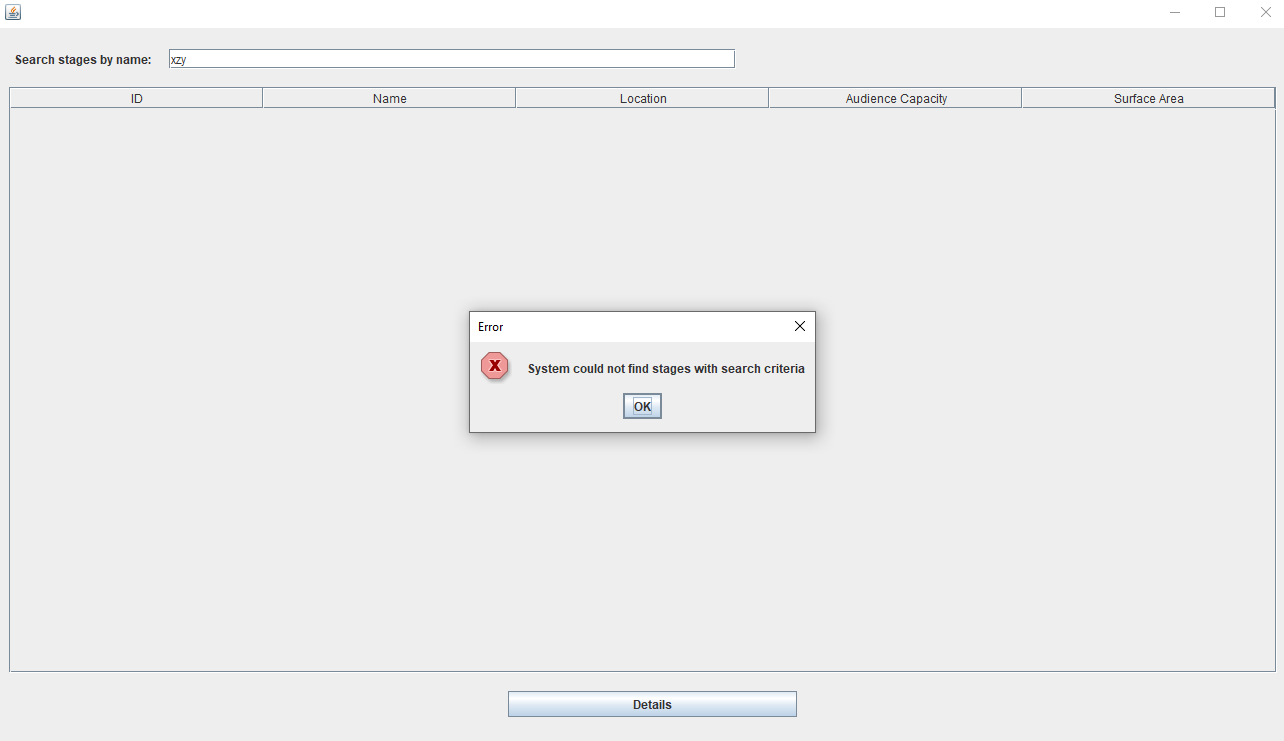 Search stages by name: xzy
ID Name Location Audience Capacity Surface Area
Error
X System could not find stages with search criteria
OK
Details